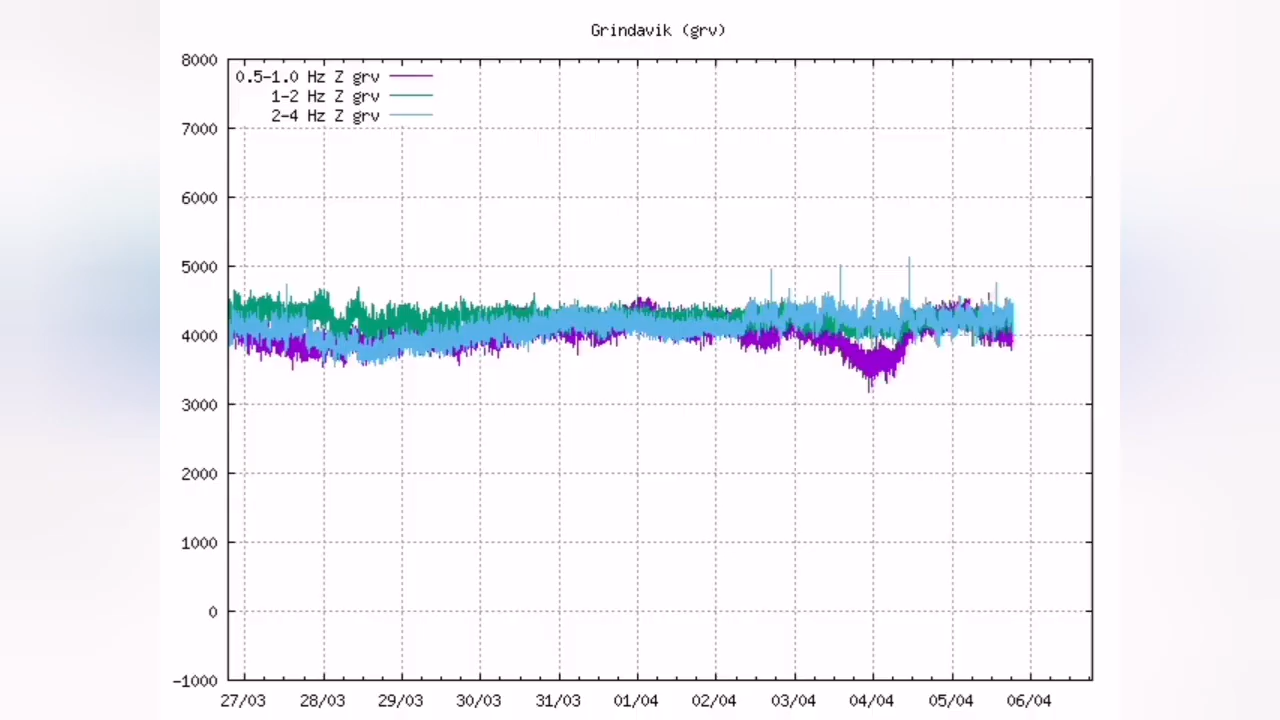 Grindavik (grv)
8000
0.5-1.0 Hz Z grv
1-2 Hz Z grv
2-4 Hz Z grv
7000
6000
5000
4000
3000
2000
1000
0
-1000
27/03 28/03 29/03 30/03 31/03 01/04 02/04 03/04 04/04 05/04 06/04